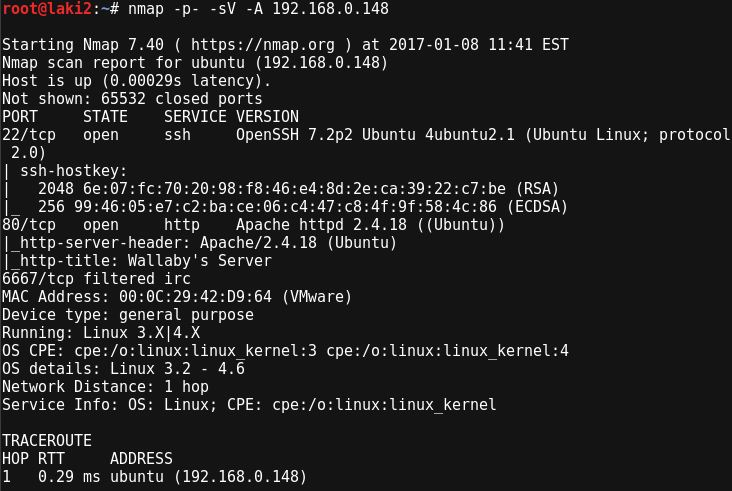 root@laki2:~# nmap -p- -sV -A 192.168.0.148
Starting Nmap 7.40 ( https://nmap.org ) at 2017-01-08 11:41 EST
Nmap scan report for ubuntu (192.168.0.148)
Host is up (0.00029s latency).
Not shown: 65532 closed ports
PORT     STATE    SERVICE VERSION
22/tcp   open     ssh     OpenSSH 7.2p2 Ubuntu 4ubuntu2.1 (Ubuntu Linux; protocol
 2.0)
| ssh-hostkey:
|   2048 6e:07:fc:70:20:98:f8:46:e4:8d:2e:ca:39:22:c7:be (RSA)
|_  256 99:46:05:e7:c2:ba:ce:06:c4:47:c8:4f:9f:58:4c:86 (ECDSA)
80/tcp   open     http    Apache httpd 2.4.18 ((Ubuntu))
|_http-server-header: Apache/2.4.18 (Ubuntu)
|_http-title: Wallaby's Server
6667/tcp filtered irc
MAC Address: 00:0C:29:42:D9:64 (VMware)
Device type: general purpose
Running: Linux 3.X|4.X
OS CPE: cpe:/o:linux:linux_kernel:3 cpe:/o:linux:linux_kernel:4
OS details: Linux 3.2 - 4.6
Network Distance: 1 hop
Service Info: OS: Linux; CPE: cpe:/o:linux:linux_kernel
TRACEROUTE
HOP RTT     ADDRESS
1   0.29 ms ubuntu (192.168.0.148)